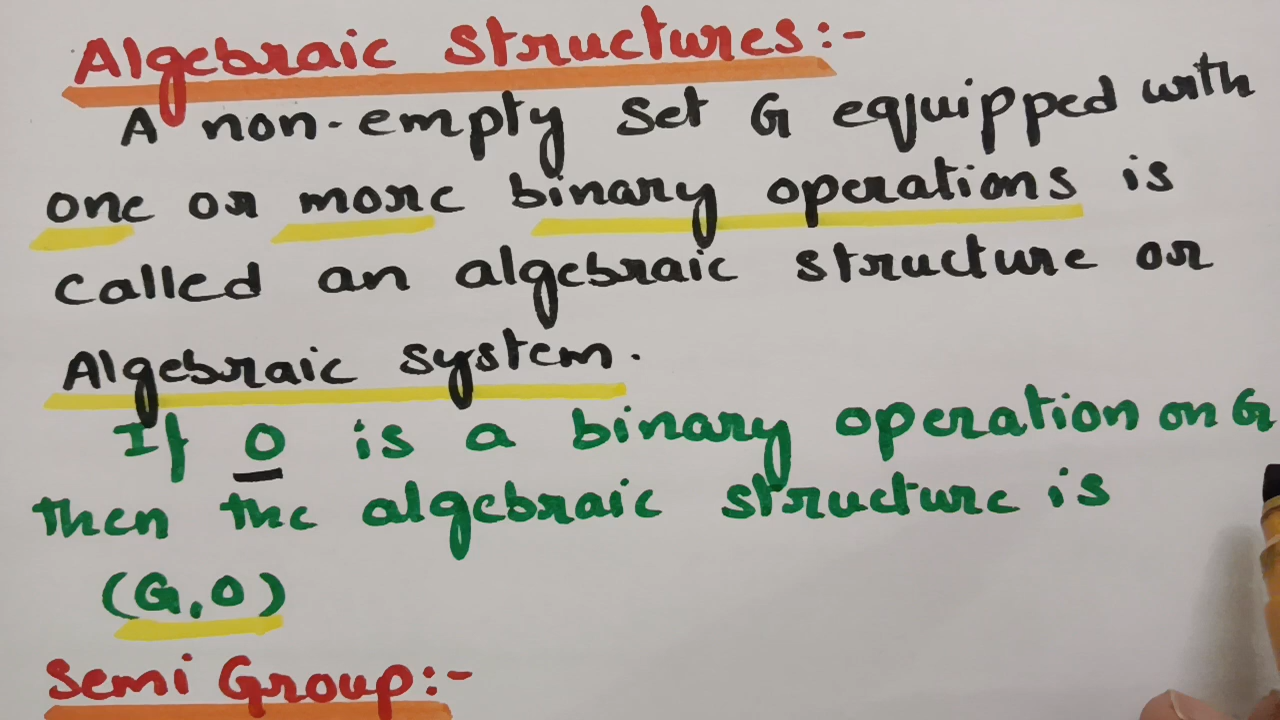 Algebraic Structures:-
A non-empty set G equipped with
one or more binary operations is
called an algebraic structure or
Algebraic system.
If O is a binary operation on G
then the algebraic structure is
(G,O)
Semi Group:-